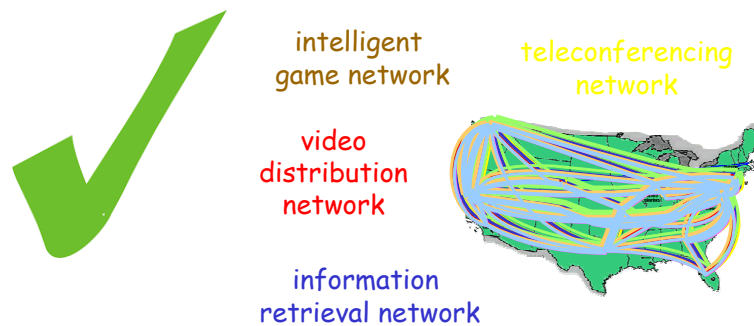 intelligent
game network
teleconferencing
network
video
distribution
network
information
retrieval network